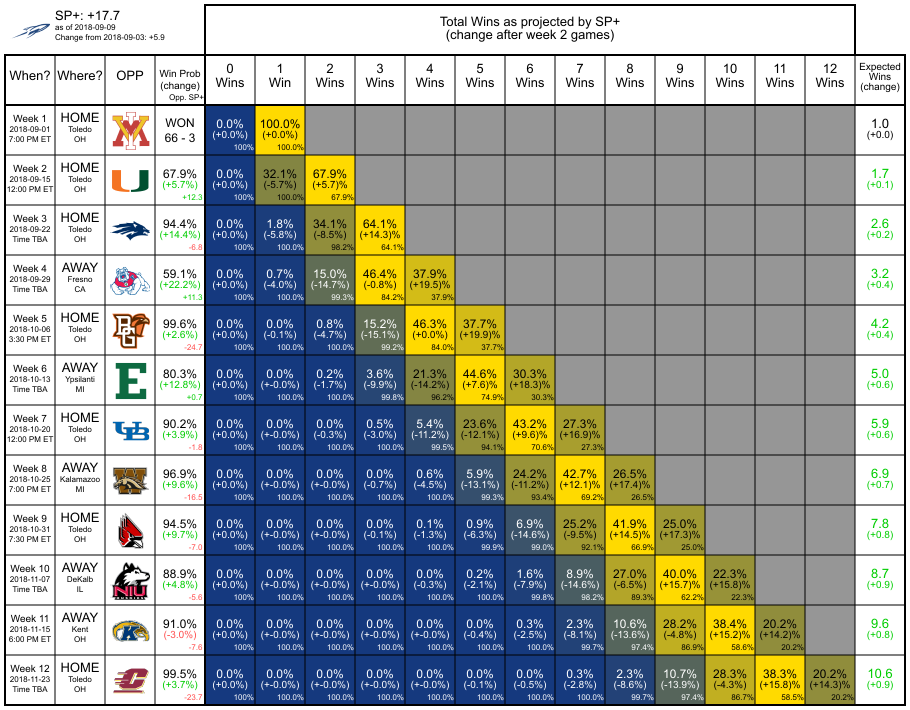 SP+: +17.7
as of 2018-09-09
Change from 2018-09-03: +5.9
Total Wins as projected by SP+
(change after week 2 games)
When? Where? OPP Win Prob (change) Opp. SP+ 0 Wins 1 Win 2 Wins 3 Wins 4 Wins 5 Wins 6 Wins 7 Wins 8 Wins 9 Wins 10 Wins 11 Wins 12 Wins Expected Wins (change)
Week 1 HOME WON 0.0% 100.0% 1.0
2018-09-01 Toledo 66 - 3 (+0.0%) (+0.0%) (+0.0)
7:00 PM ET OH 100% 100.0%
Week 2 HOME 67.9% 0.0% 32.1% 67.9% 1.7
2018-09-15 Toledo (+5.7%) (+0.0%) (-5.7%) (+5.7)% (+0.1)
12:00 PM ET OH +12.3 100% 100.0% 67.9%
Week 3 HOME 94.4% 0.0% 1.8% 34.1% 64.1% 2.6
2018-09-22 Toledo (+14.4%) (+0.0%) (-5.8%) (-8.5%) (+14.3)% (+0.2)
Time TBA OH -6.8 100% 100.0% 98.2% 64.1%
Week 4 AWAY 59.1% 0.0% 0.7% 15.0% 46.4% 37.9% 3.2
2018-09-29 Fresno (+22.2%) (+0.0%) (-4.0%) (-14.7%) (-0.8%) (+19.5)% (+0.4)
Time TBA CA +11.3 100% 100.0% 99.3% 84.2% 37.9%
Week 5 HOME 99.6% 0.0% 0.0% 0.8% 15.2% 46.3% 37.7% 4.2
2018-10-06 Toledo (+2.6%) (+0.0%) (-0.1%) (-4.7%) (-15.1%) (+0.0%) (+19.9)% (+0.4)
3:30 PM ET OH -24.7 100% 100.0% 100.0% 99.2% 84.0% 37.7%
Week 6 AWAY E 80.3% 0.0% 0.0% 0.2% 3.6% 21.3% 44.6% 30.3% 5.0
2018-10-13 Ypsilanti (+12.8%) (+0.0%) (+-0.0%) (-1.7%) (-9.9%) (-14.2%) (+7.6)% (+18.3)% (+0.6)
Time TBA MI +0.7 100% 100.0% 100.0% 99.8% 96.2% 74.9% 30.3%
Week 7 HOME UB 90.2% 0.0% 0.0% 0.0% 0.5% 5.4% 23.6% 43.2% 27.3% 5.9
2018-10-20 Toledo (+3.9%) (+0.0%) (+-0.0%) (-0.3%) (-3.0%) (-11.2%) (-12.1%) (+9.6)% (+16.9)% (+0.6)
12:00 PM ET OH -1.8 100% 100.0% 100.0% 100.0% 99.5% 94.1% 70.6% 27.3%
Week 8 AWAY W 96.9% 0.0% 0.0% 0.0% 0.0% 0.6% 5.9% 24.2% 42.7% 26.5% 6.9
2018-10-25 Kalamazoo (+9.6%) (+0.0%) (+-0.0%) (+-0.0%) (-0.7%) (-4.5%) (-13.1%) (-11.2%) (+12.1)% (+17.4)% (+0.7)
7:00 PM ET MI -16.5 100% 100.0% 100.0% 100.0% 100.0% 99.3% 93.4% 69.2% 26.5%
Week 9 HOME 94.5% 0.0% 0.0% 0.0% 0.0% 0.1% 0.9% 6.9% 25.2% 41.9% 25.0% 7.8
2018-10-31 Toledo (+9.7%) (+0.0%) (+-0.0%) (+-0.0%) (-0.1%) (-1.3%) (-6.3%) (-14.6%) (-9.5%) (+14.5)% (+17.3)% (+0.8)
7:30 PM ET OH -7.0 100% 100.0% 100.0% 100.0% 100.0% 99.9% 99.0% 92.1% 66.9% 25.0%
Week 10 AWAY NIU 88.9% 0.0% 0.0% 0.0% 0.0% 0.0% 0.2% 1.6% 8.9% 27.0% 40.0% 22.3% 8.7
2018-11-07 DeKalb (+4.8%) (+0.0%) (+-0.0%) (+-0.0%) (+-0.0%) (-0.3%) (-2.1%) (-7.9%) (-14.6%) (-6.5%) (+15.7)% (+15.8)% (+0.9)
Time TBA IL -5.6 100% 100.0% 100.0% 100.0% 100.0% 100.0% 99.8% 98.2% 89.3% 62.2% 22.3%
Week 11 AWAY K 91.0% 0.0% 0.0% 0.0% 0.0% 0.0% 0.0% 0.3% 2.3% 10.6% 28.2% 38.4% 20.2% 9.6
2018-11-15 Kent (-3.0%) (+0.0%) (+-0.0%) (+-0.0%) (+-0.0%) (+-0.0%) (-0.4%) (-2.5%) (-8.1%) (-13.6%) (-4.8%) (+15.2)% (+14.2)% (+0.8)
6:00 PM ET OH -7.6 100% 100.0% 100.0% 100.0% 100.0% 100.0% 100.0% 99.7% 97.4% 86.9% 58.6% 20.2%
Week 12 HOME C 99.5% 0.0% 0.0% 0.0% 0.0% 0.0% 0.0% 0.0% 0.3% 2.3% 10.7% 28.3% 38.3% 20.2% 10.6
2018-11-23 Toledo (+3.7%) (+0.0%) (+-0.0%) (+-0.0%) (+-0.0%) (+-0.0%) (-0.1%) (-0.5%) (-2.8%) (-8.6%) (-13.9%) (-4.3%) (+15.8)% (+14.3)% (+0.9)
Time TBA OH -23.7 100% 100.0% 100.0% 100.0% 100.0% 100.0% 100.0% 100.0% 99.7% 97.4% 86.7% 58.5% 20.2%